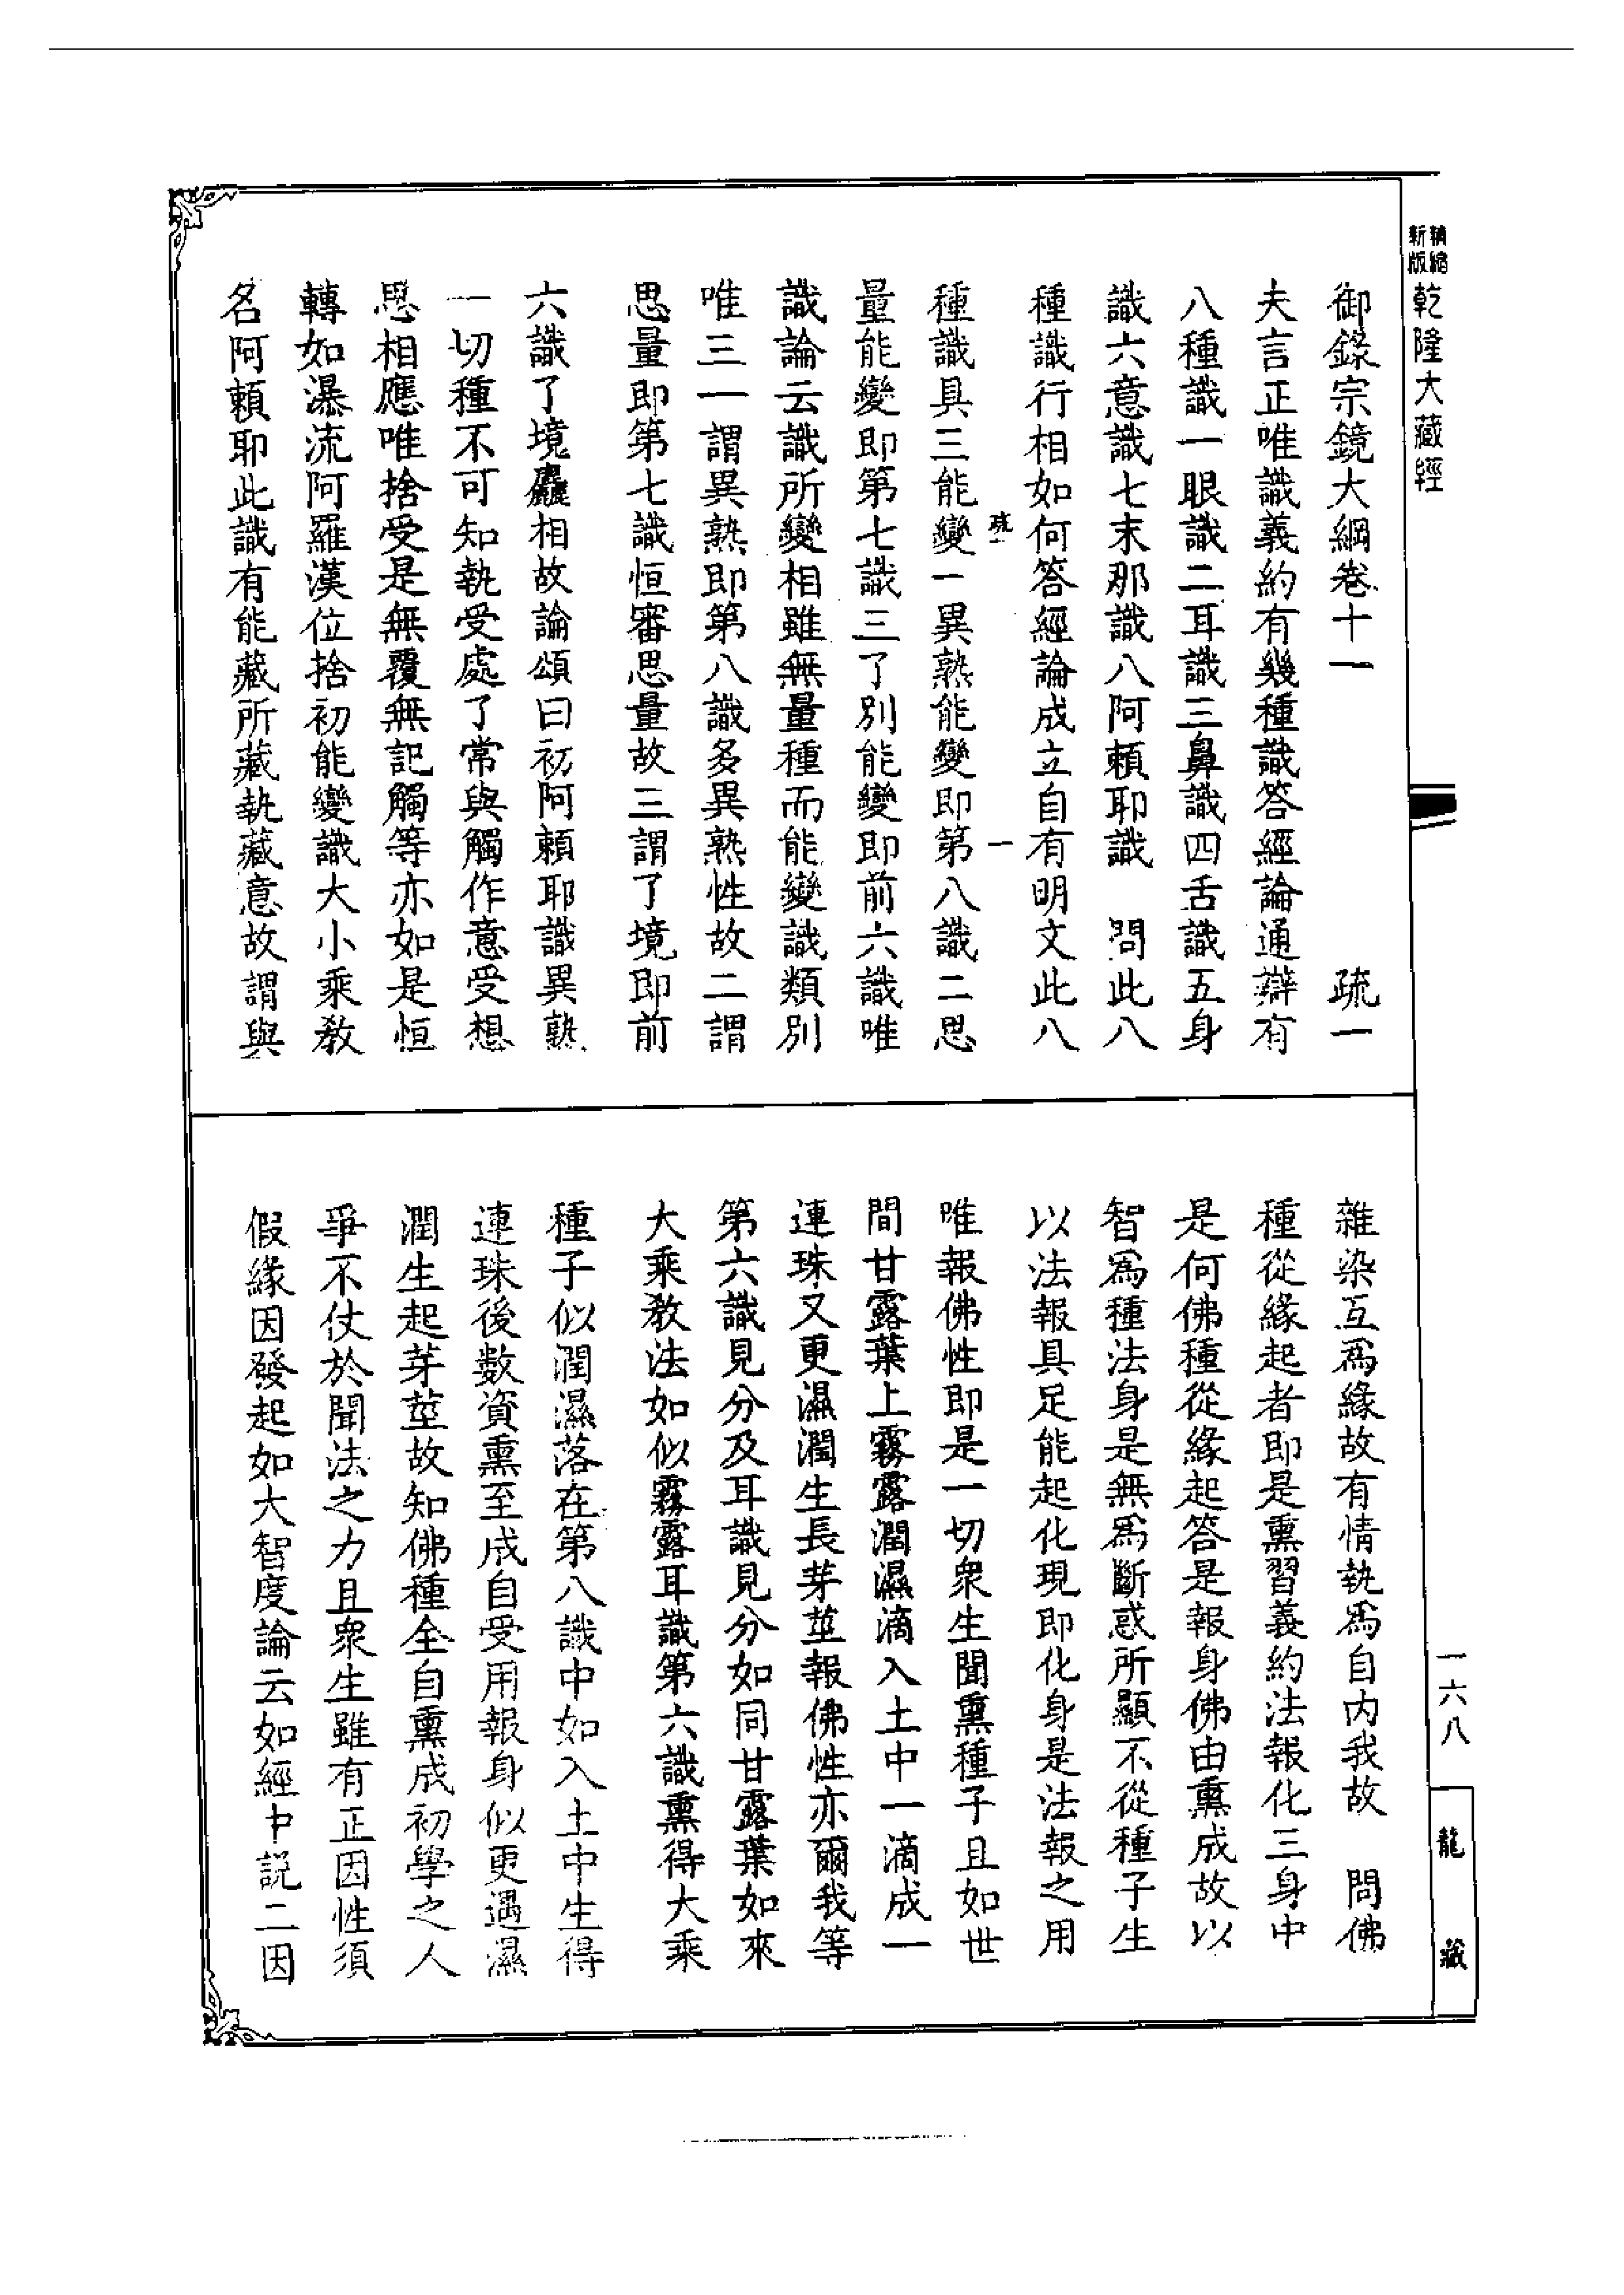 精縮
新版
乾隆大藏經
御錄宗鏡大綱卷十一 疏一
夫言正唯識義約有幾種識答經論通辯有
八種識一眼識二耳識三鼻識四舌識五身
識六意識七末那識八阿賴耶識 問此八
種識行相如何答經論成立自有明文此八
疏一 一
種識具三能變一異熟能變即第八識二思
量能變即第七識三了別能變即前六識唯
識論云識所變相雖無量種而能變識類別
唯三一謂異熟即第八識多異熟性故二謂
思量即第七識恒審思量故三謂了境即前
六識了境麤相故論頌曰初阿賴耶識異熟
一切種不可知執受處了常與觸作意受想
思相應唯捨受是無覆無記觸等亦如是恒
轉如瀑流阿羅漢位捨初能變識大小乘教
名阿賴耶此識有能藏所藏執藏意故謂與
雜染互爲緣故有情執爲自內我故 問佛
種從緣起者即是熏習義約法報化三身中
是何佛種從緣起答是報身佛由熏成故以
智爲種法身是無爲斷惑所顯不從種子生
以法報具足能起化現即化身是法報之用
唯報佛性即是一切衆生聞熏種子且如世
間甘露葉上霧露潤濕滴入土中一滴成一
連珠又更濕潤生長芽莖報佛性亦爾我等
第六識見分及耳識見分如同甘露葉如來
大乘教法如似霧露耳識第六識熏得大乘
種子似潤濕落在第八識中如入土中生得
連珠後數資熏至成自受用報身似更遇濕
潤生起芽莖故知佛種全自熏成初學之人
爭不仗於聞法之力且衆生雖有正因性須
假緣因發起如大智度論云如經中説二因
一六八
龍藏